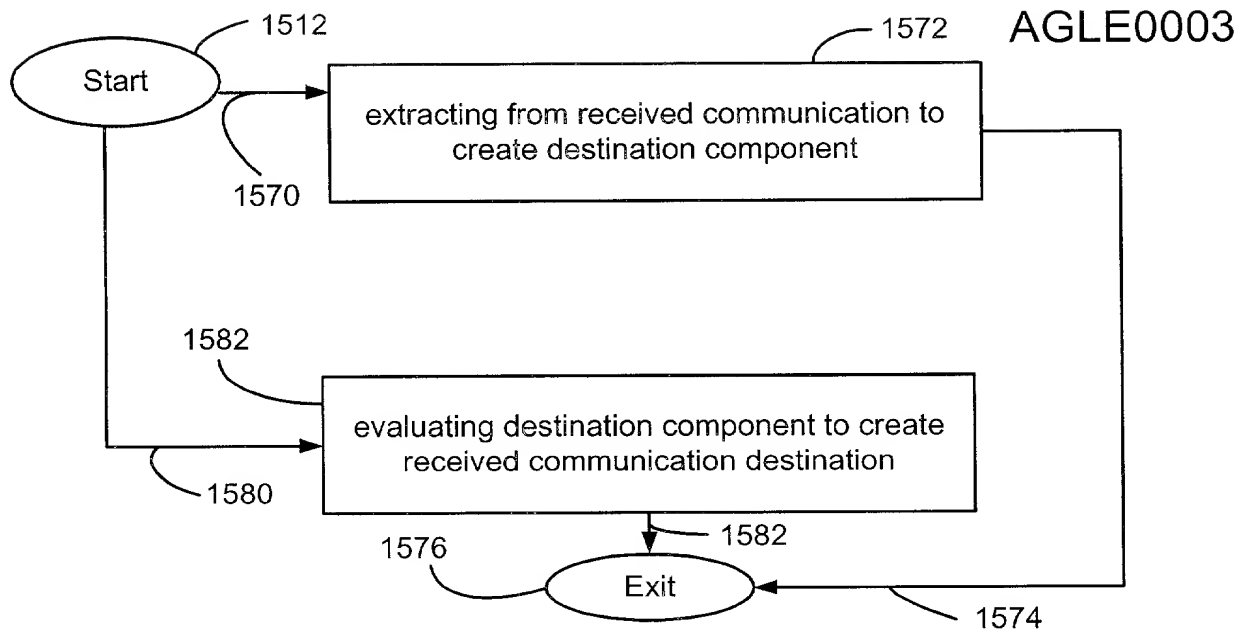 AGLE0003
1512
Start
1572
extracting from received communication to
create destination component
1570
1582
evaluating destination component to create
received communication destination
1580
1582
1576
Exit
1574